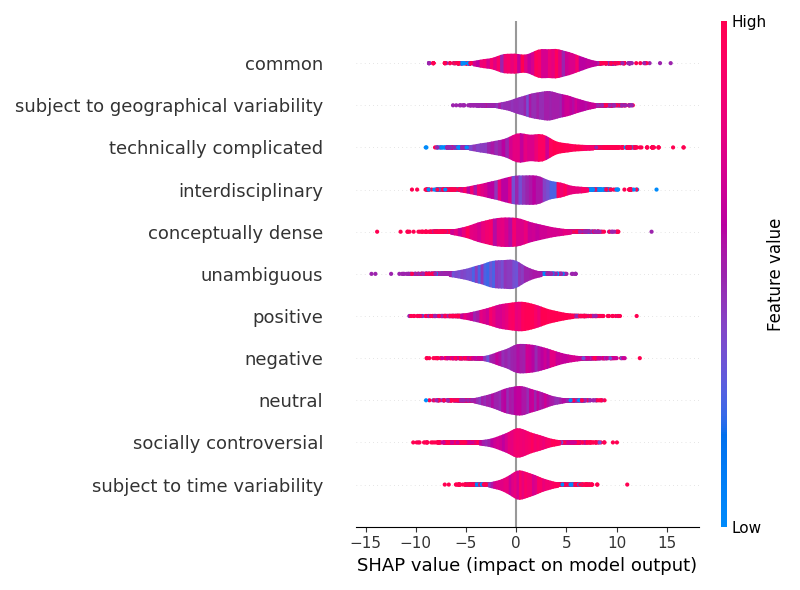 High
common
subject to geographical variability
technically complicated
interdisciplinary
conceptually dense
unambiguous
positive
negative
neutral
socially controversial
subject to time variability
Feature value
Low
−15 −10 −5 0 5 10 15
SHAP value (impact on model output)